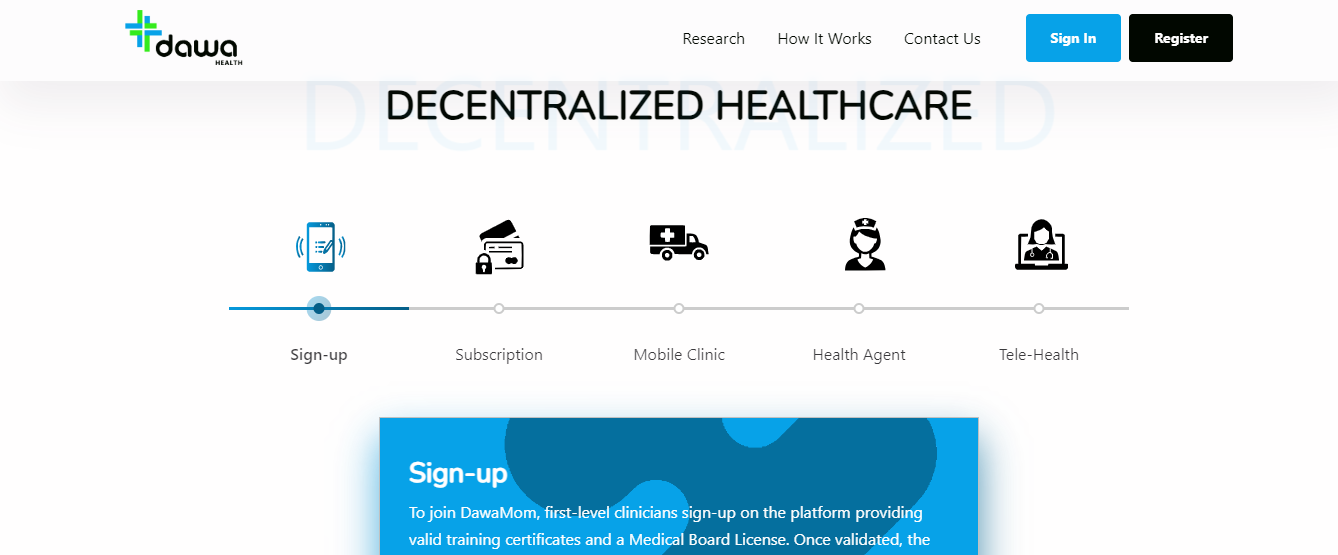 dawa
HEALTH
Research How It Works Contact Us Sign In Register
DECENTRALIZED
DECENTRALIZED HEALTHCARE
Sign-up Subscription Mobile Clinic Health Agent Tele-Health
Sign-up
To join DawaMom, first-level clinicians sign-up on the platform providing
valid training certificates and a Medical Board License. Once validated, the